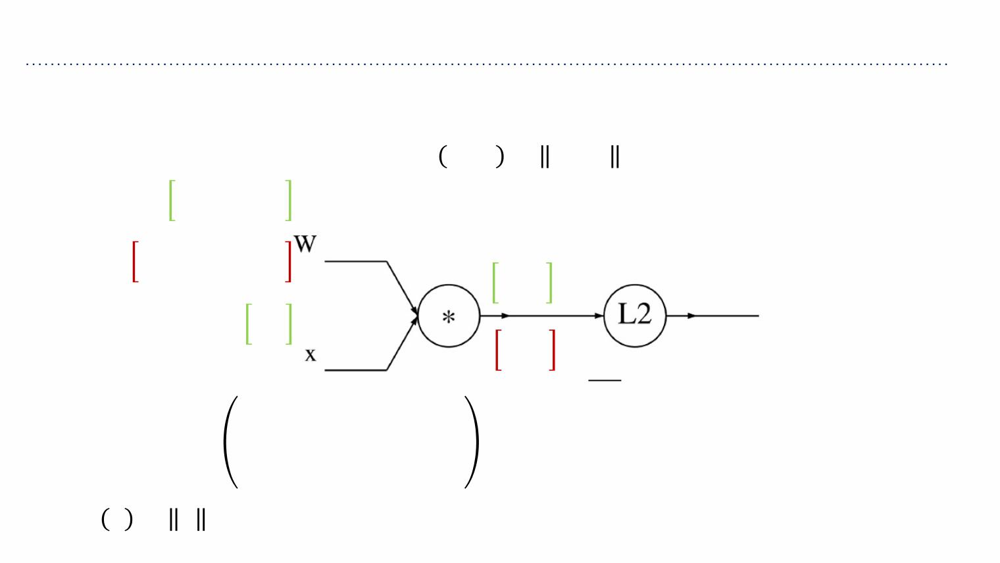 ( ) ‖ ‖
[ ]
[ ] W
[ ]
[ ]
* L2
x
[ ]
( )
( ) ‖ ‖